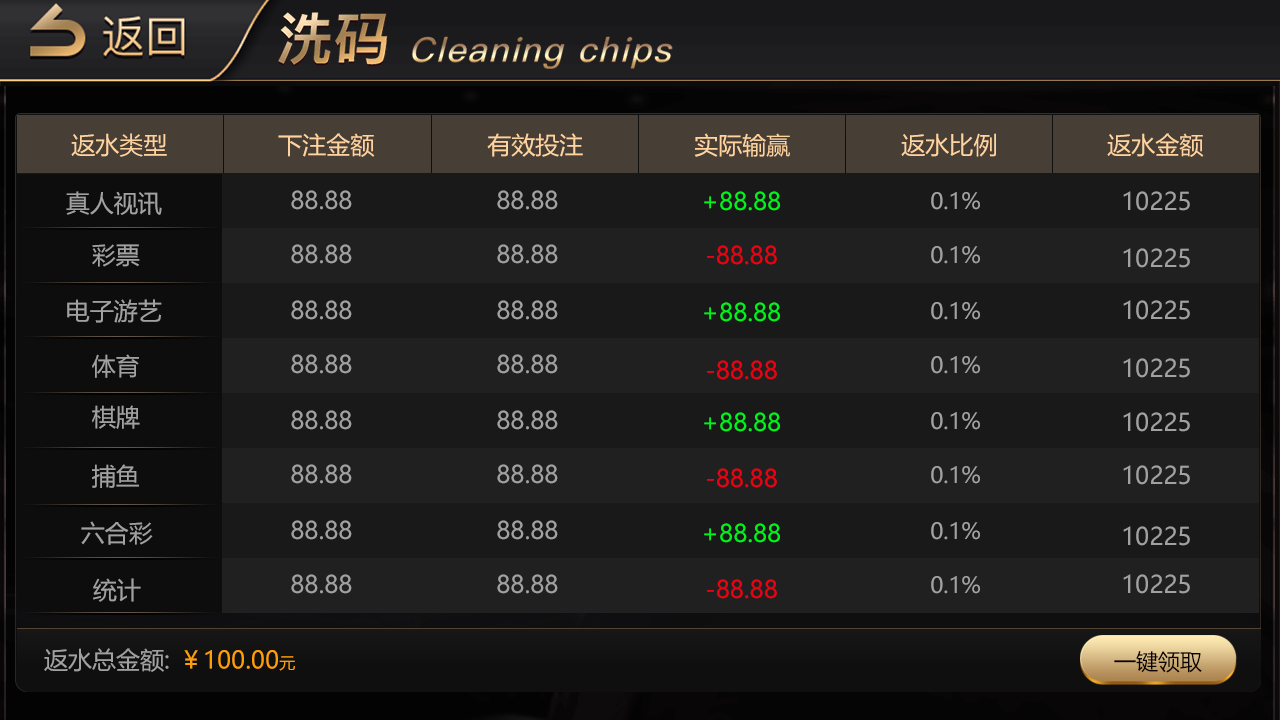 返回 洗码 Cleaning chips
返水类型 下注金额 有效投注 实际输赢 返水比例 返水金额
真人视讯 88.88 88.88 +88.88 0.1% 10225
彩票 88.88 88.88 -88.88 0.1% 10225
电子游艺 88.88 88.88 +88.88 0.1% 10225
体育 88.88 88.88 -88.88 0.1% 10225
棋牌 88.88 88.88 +88.88 0.1% 10225
捕鱼 88.88 88.88 -88.88 0.1% 10225
六合彩 88.88 88.88 +88.88 0.1% 10225
统计 88.88 88.88 -88.88 0.1% 10225
返水总金额: ¥100.00元 一键领取